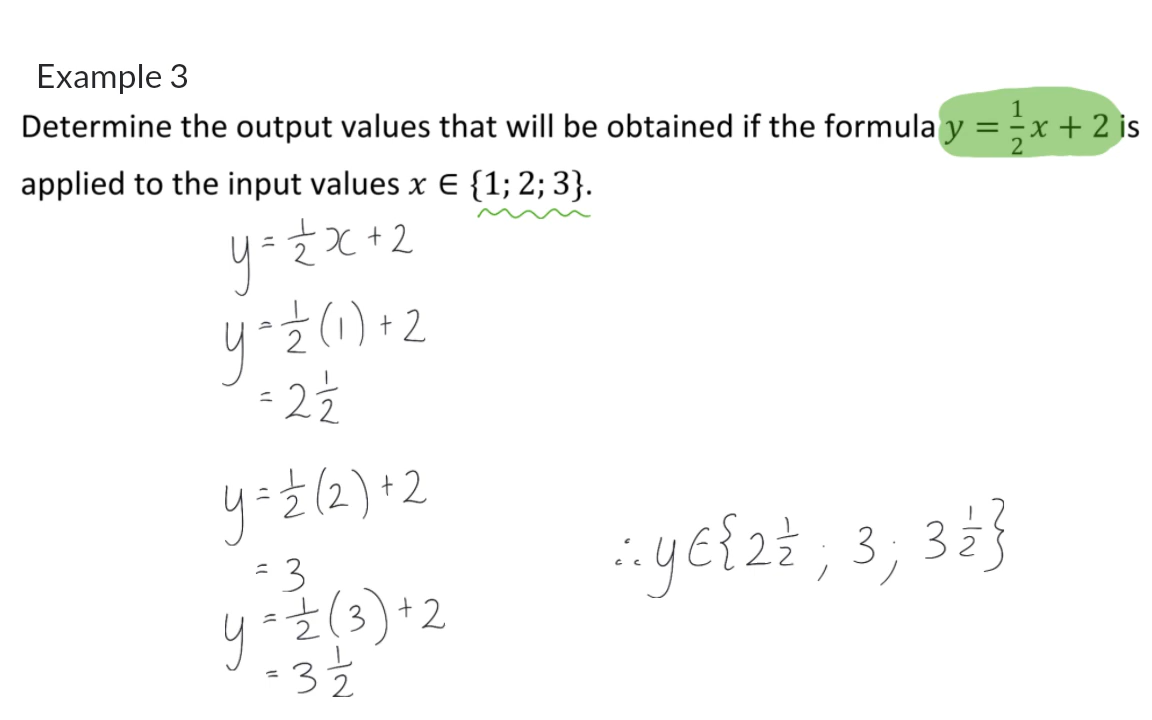 Example 3
Determine the output values that will be obtained if the formula y = 1/2 x + 2 is
applied to the input values x ∈ {1; 2; 3}.
y = 1/2 x + 2
y = 1/2 (1) + 2
= 2 1/2
y = 1/2 (2) + 2
= 3
y = 1/2 (3) + 2
= 3 1/2
∴ y ∈ {2 1/2 ; 3 ; 3 1/2}